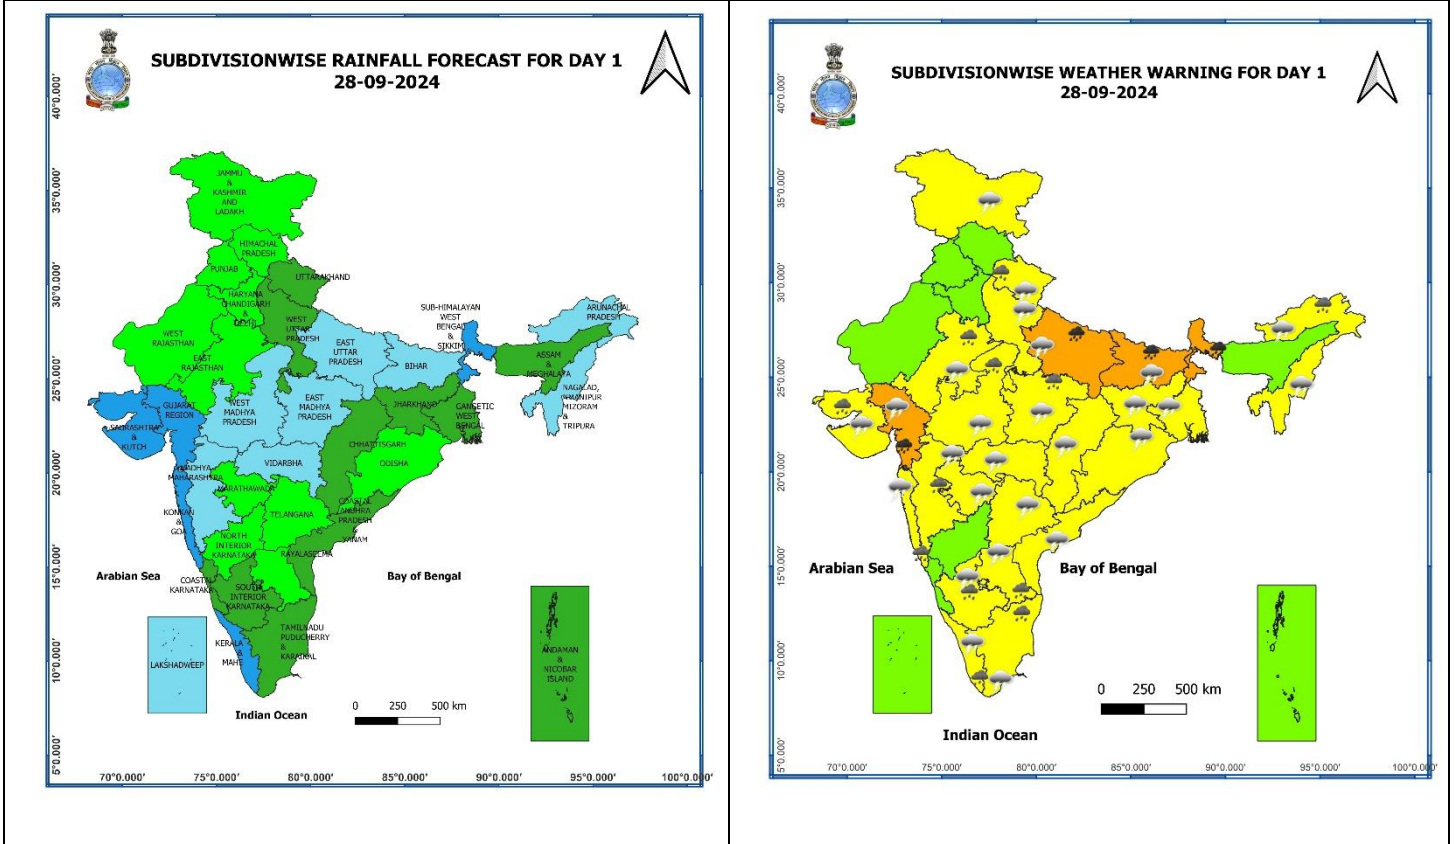 SUBDIVISIONWISE RAINFALL FORECAST FOR DAY 1
28-09-2024
40°0.000'
35°0.000'
30°0.000'
25°0.000'
20°0.000'
15°0.000'
10°0.000'
5°0.000'
JAMMU
&
KASHMIR
AND
LADAKH
HIMACHAL
PRADESH
PUNJAB
UTTARAKHAND
HARYANA
CHANDIGARH
&
DELHI
WEST
UTTAR
PRADESH
WEST
RAJASTHAN
EAST
RAJASTHAN
EAST
UTTAR
PRADESH
BIHAR
SUB-HIMALAYAN
WEST
BENGAL
&
SIKKIM
ARUNACHAL
PRADESH
ASSAM
&
MEGHALAYA
NAGALAD,
MANIPUR
MIZORAM
&
TRIPURA
GUJARAT
REGION
SAURASHTRA
&
KUTCH
WEST
MADHYA
PRADESH
EAST
MADHYA
PRADESH
JHARKHAND
GANGETIC
WEST
BENGAL
CHHATTISGARH
ODISHA
VIDARBHA
MADHYA
MAHARASHTRA
MARATHAWADA
KONKAN
&
GOA
TELANGANA
COASTAL
ANDHRA
PRADESH
&
YANAM
NORTH
INTERIOR
KARNATAKA
RAYALASEEMA
COASTAL
KARNATAKA
SOUTH
INTERIOR
KARNATAKA
TAMILNADU
PUDUCHERRY
&
KARAIKAL
KERALA
&
MAHE
LAKSHADWEEP
ANDAMAN
&
NICOBAR
ISLAND
Arabian Sea
Bay of Bengal
Indian Ocean
0 250 500 km
70°0.000' 75°0.000' 80°0.000' 85°0.000' 90°0.000' 95°0.000' 100°0.000'
SUBDIVISIONWISE WEATHER WARNING FOR DAY 1
28-09-2024
40°0.000'
35°0.000'
30°0.000'
25°0.000'
20°0.000'
15°0.000'
10°0.000'
5°0.000'
Arabian Sea
Bay of Bengal
Indian Ocean
0 250 500 km
70°0.000' 75°0.000' 80°0.000' 85°0.000' 90°0.000' 95°0.000' 100°0.000'